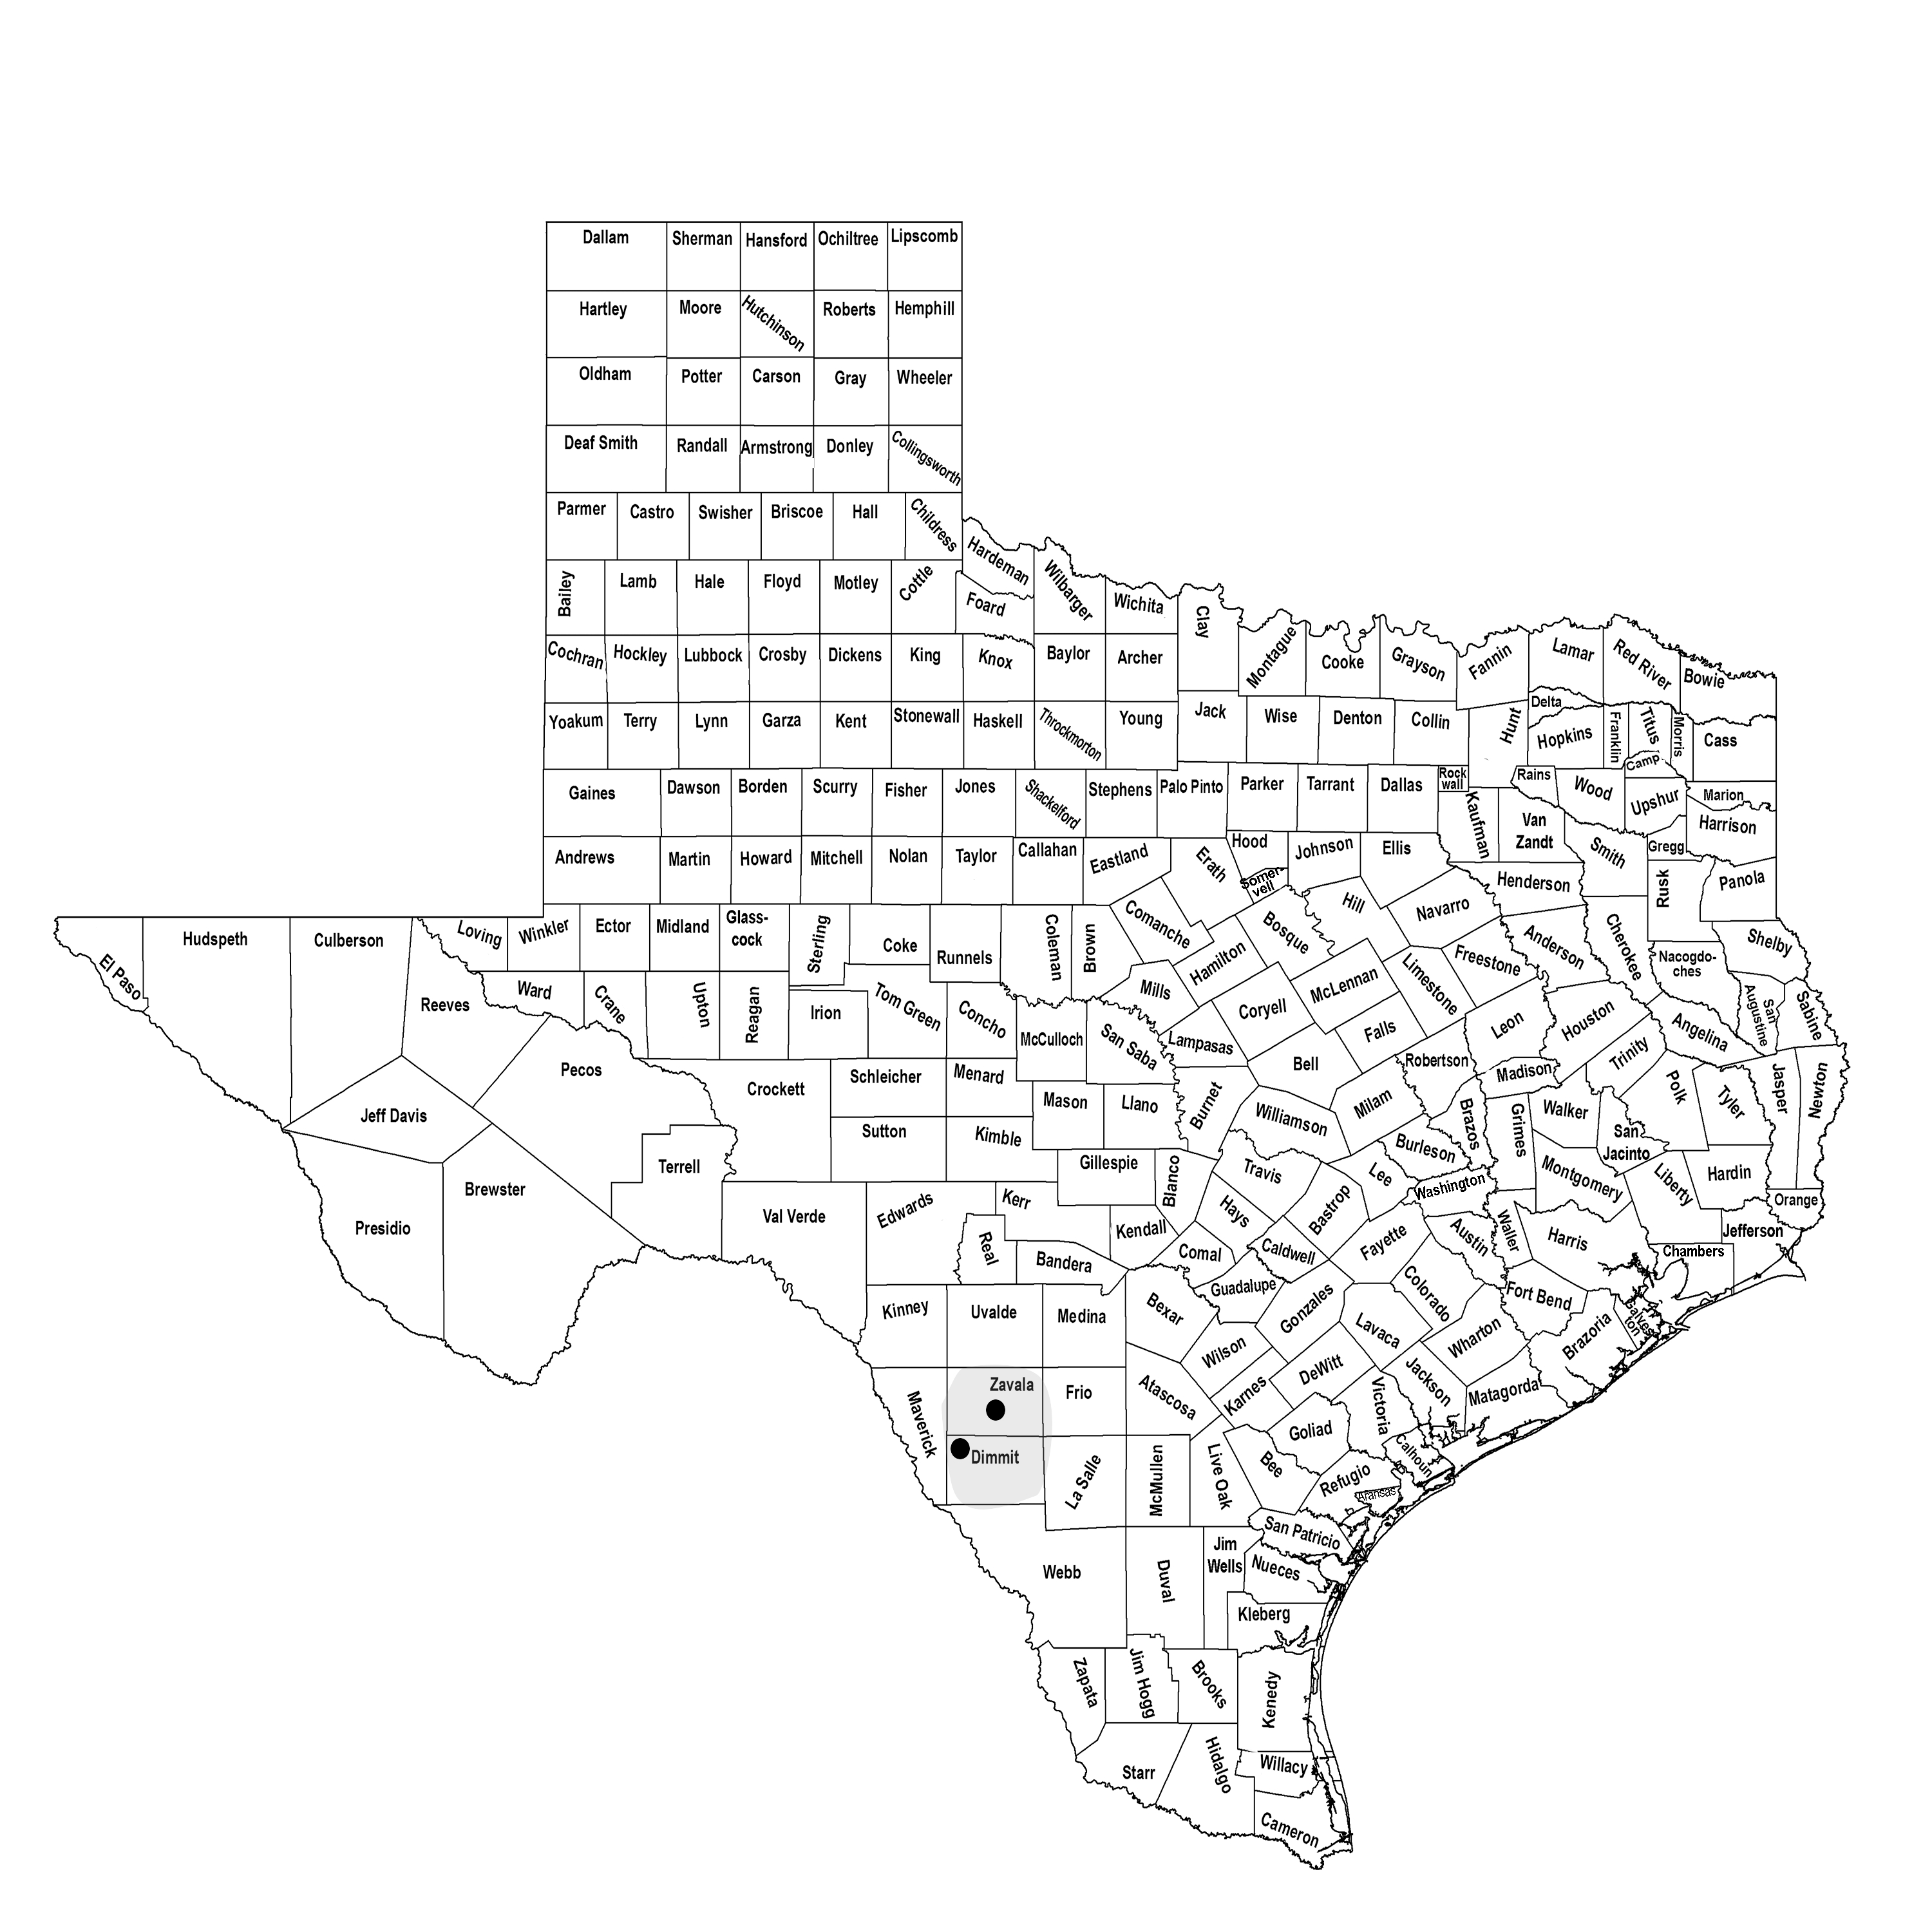 Dallam
Sherman
Hansford
Ochiltree
Lipscomb
Hartley
Moore
Hutchinson
Roberts
Hemphill
Oldham
Potter
Carson
Gray
Wheeler
Deaf Smith
Randall
Armstrong
Donley
Collingsworth
Parmer
Castro
Swisher
Briscoe
Hall
Childress
Hardeman
Bailey
Lamb
Hale
Floyd
Motley
Cottle
Foard
Wilbarger
Wichita
Clay
Montague
Cooke
Grayson
Fannin
Lamar
Red River
Bowie
Cochran
Hockley
Lubbock
Crosby
Dickens
King
Knox
Baylor
Archer
Yoakum
Terry
Lynn
Garza
Kent
Stonewall
Haskell
Throckmorton
Young
Jack
Wise
Denton
Collin
Hunt
Delta
Hopkins
Franklin
Titus
Morris
Cass
Camp
Gaines
Dawson
Borden
Scurry
Fisher
Jones
Shackelford
Stephens
Palo Pinto
Parker
Tarrant
Dallas
Rock
wall
Kaufman
Rains
Wood
Upshur
Marion
Harrison
Van
Zandt
Smith
Gregg
Andrews
Martin
Howard
Mitchell
Nolan
Taylor
Callahan
Eastland
Erath
Hood
Somer-
vell
Johnson
Ellis
Henderson
Rusk
Panola
El Paso
Hudspeth
Culberson
Reeves
Loving
Winkler
Ector
Midland
Glass-
cock
Sterling
Coke
Runnels
Coleman
Brown
Comanche
Hamilton
Bosque
Hill
Navarro
Freestone
Anderson
Cherokee
Nacogdo-
ches
Shelby
Ward
Crane
Upton
Reagan
Irion
Tom Green
Concho
McCulloch
San Saba
Mills
Lampasas
Coryell
McLennan
Limestone
Falls
Leon
Houston
Angelina
San
Augustine
Sabine
Jeff Davis
Pecos
Crockett
Schleicher
Menard
Mason
Llano
Burnet
Bell
Robertson
Madison
Trinity
Polk
Tyler
Jasper
Newton
Presidio
Brewster
Terrell
Sutton
Kimble
Gillespie
Blanco
Williamson
Milam
Brazos
Grimes
Walker
San
Jacinto
Burleson
Travis
Lee
Washington
Montgomery
Liberty
Hardin
Orange
Val Verde
Edwards
Kerr
Real
Kendall
Bandera
Hays
Comal
Caldwell
Bastrop
Fayette
Austin
Waller
Harris
Jefferson
Chambers
Kinney
Uvalde
Medina
Bexar
Guadalupe
Gonzales
Colorado
Fort Bend
Galves
ton
Brazoria
Wharton
Lavaca
Wilson
DeWitt
Jackson
Matagorda
Maverick
Zavala
Frio
Atascosa
Karnes
Victoria
Goliad
Calhoun
Dimmit
La Salle
McMullen
Live Oak
Bee
Refugio
Aransas
San Patricio
Webb
Duval
Jim
Wells
Nueces
Kleberg
Zapata
Jim Hogg
Brooks
Kenedy
Starr
Hidalgo
Willacy
Cameron